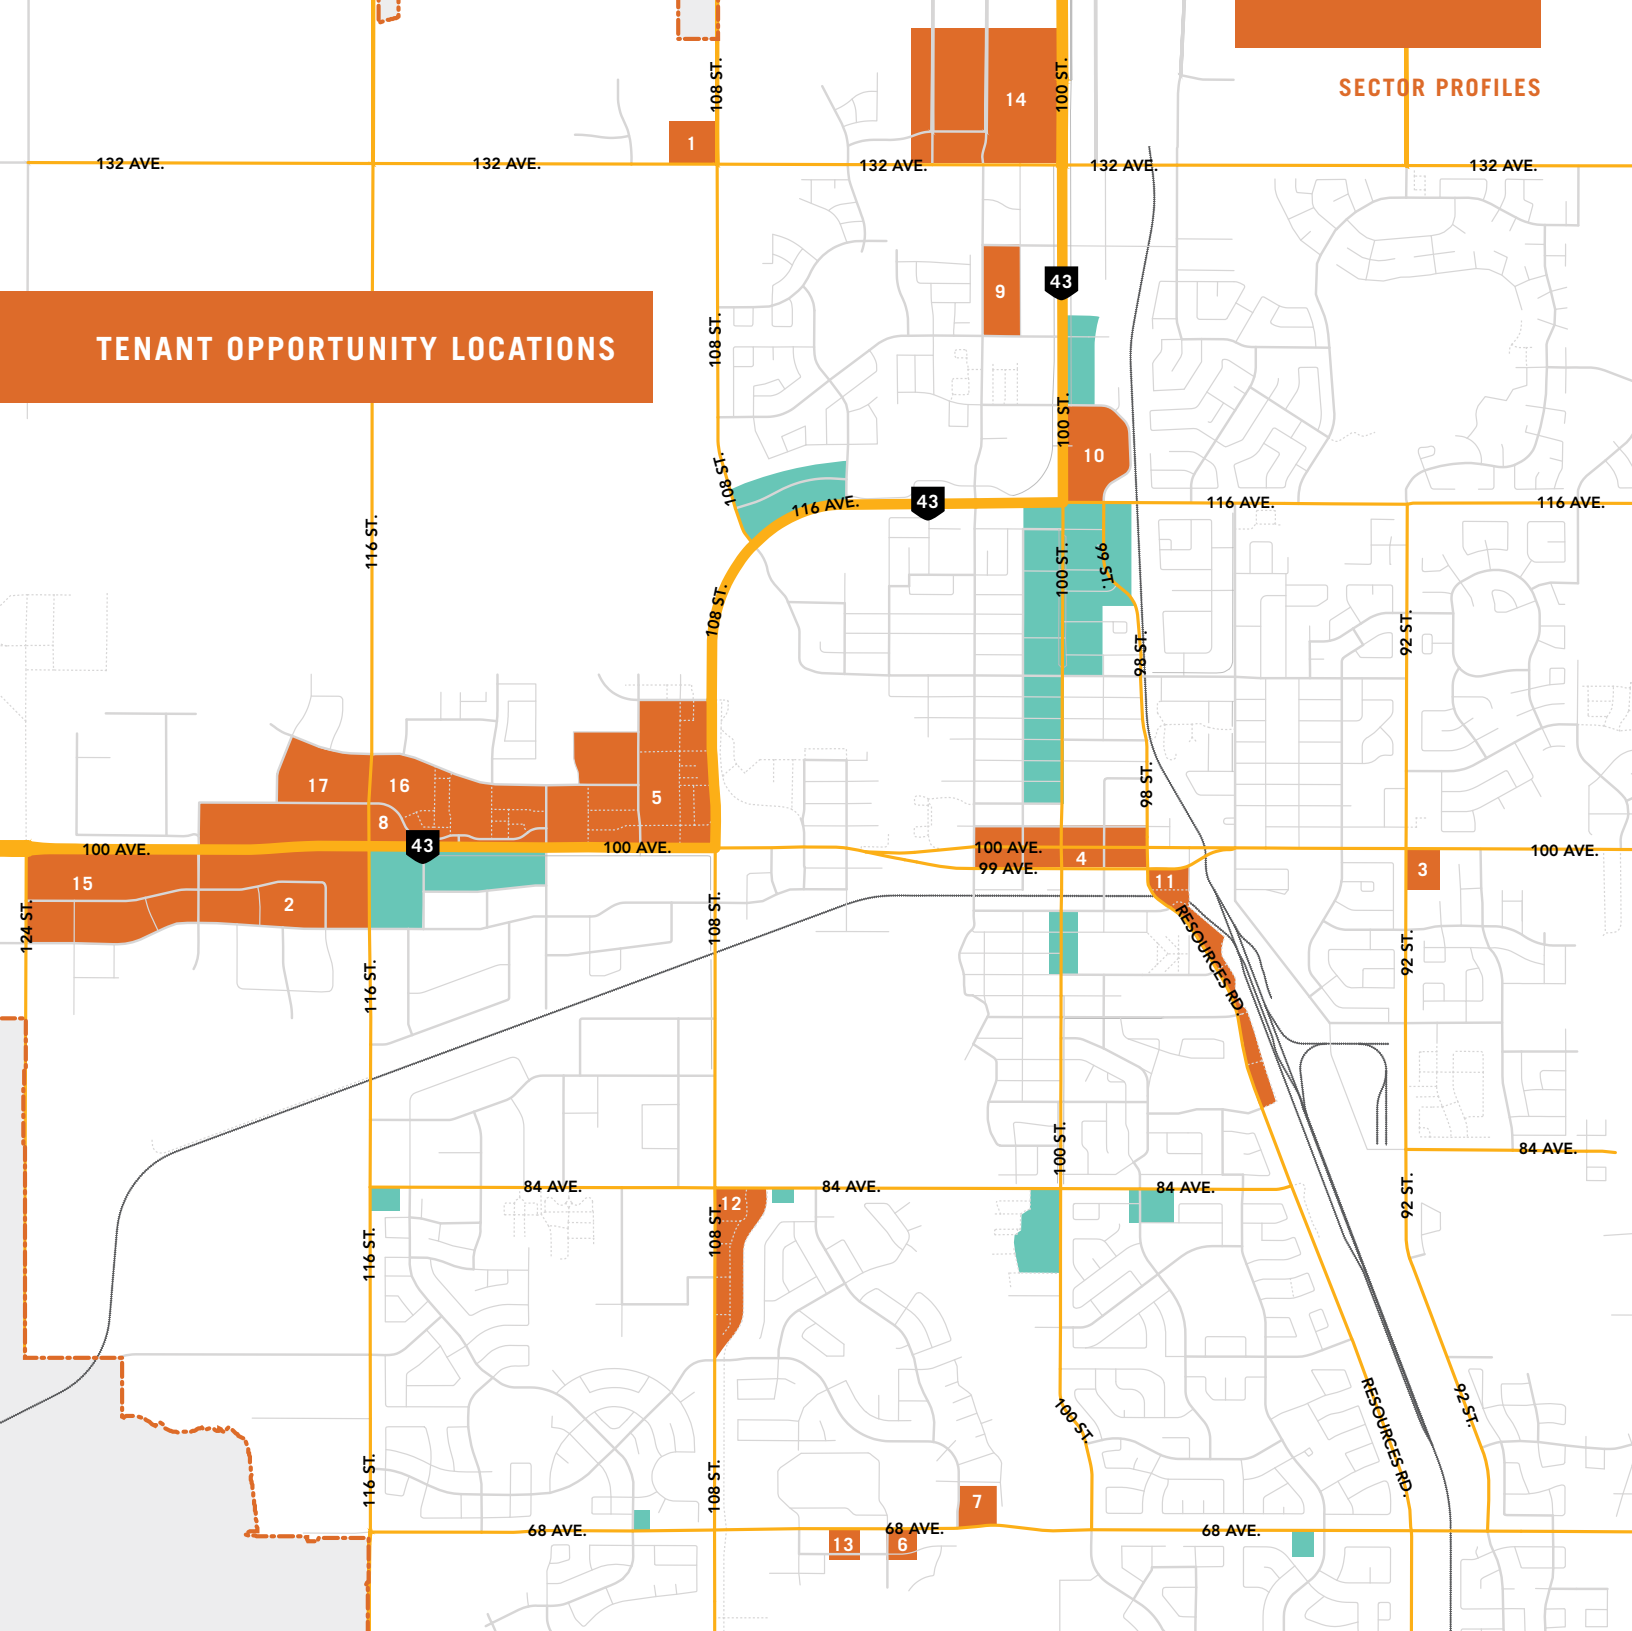 SECTOR PROFILES
108 ST.
100 ST.
14
1
132 AVE.
132 AVE.
132 AVE.
132 AVE.
132 AVE.
43
9
TENANT OPPORTUNITY LOCATIONS
108 ST.
100 ST.
10
108 ST.
116 AVE.
43
116 AVE.
116 AVE.
116 ST.
100 ST.
99 ST.
108 ST.
92 ST.
98 ST.
17
16
5
98 ST.
8
43
100 AVE.
100 AVE.
100 AVE.
100 AVE.
4
99 AVE.
3
15
11
2
124 ST.
108 ST.
RESOURCES RD.
92 ST.
116 ST.
100 ST.
84 AVE.
84 AVE.
84 AVE.
84 AVE.
12
92 ST.
108 ST.
116 ST.
100 ST.
RESOURCES RD.
92 ST.
116 ST.
108 ST.
7
68 AVE.
68 AVE.
68 AVE.
13
6